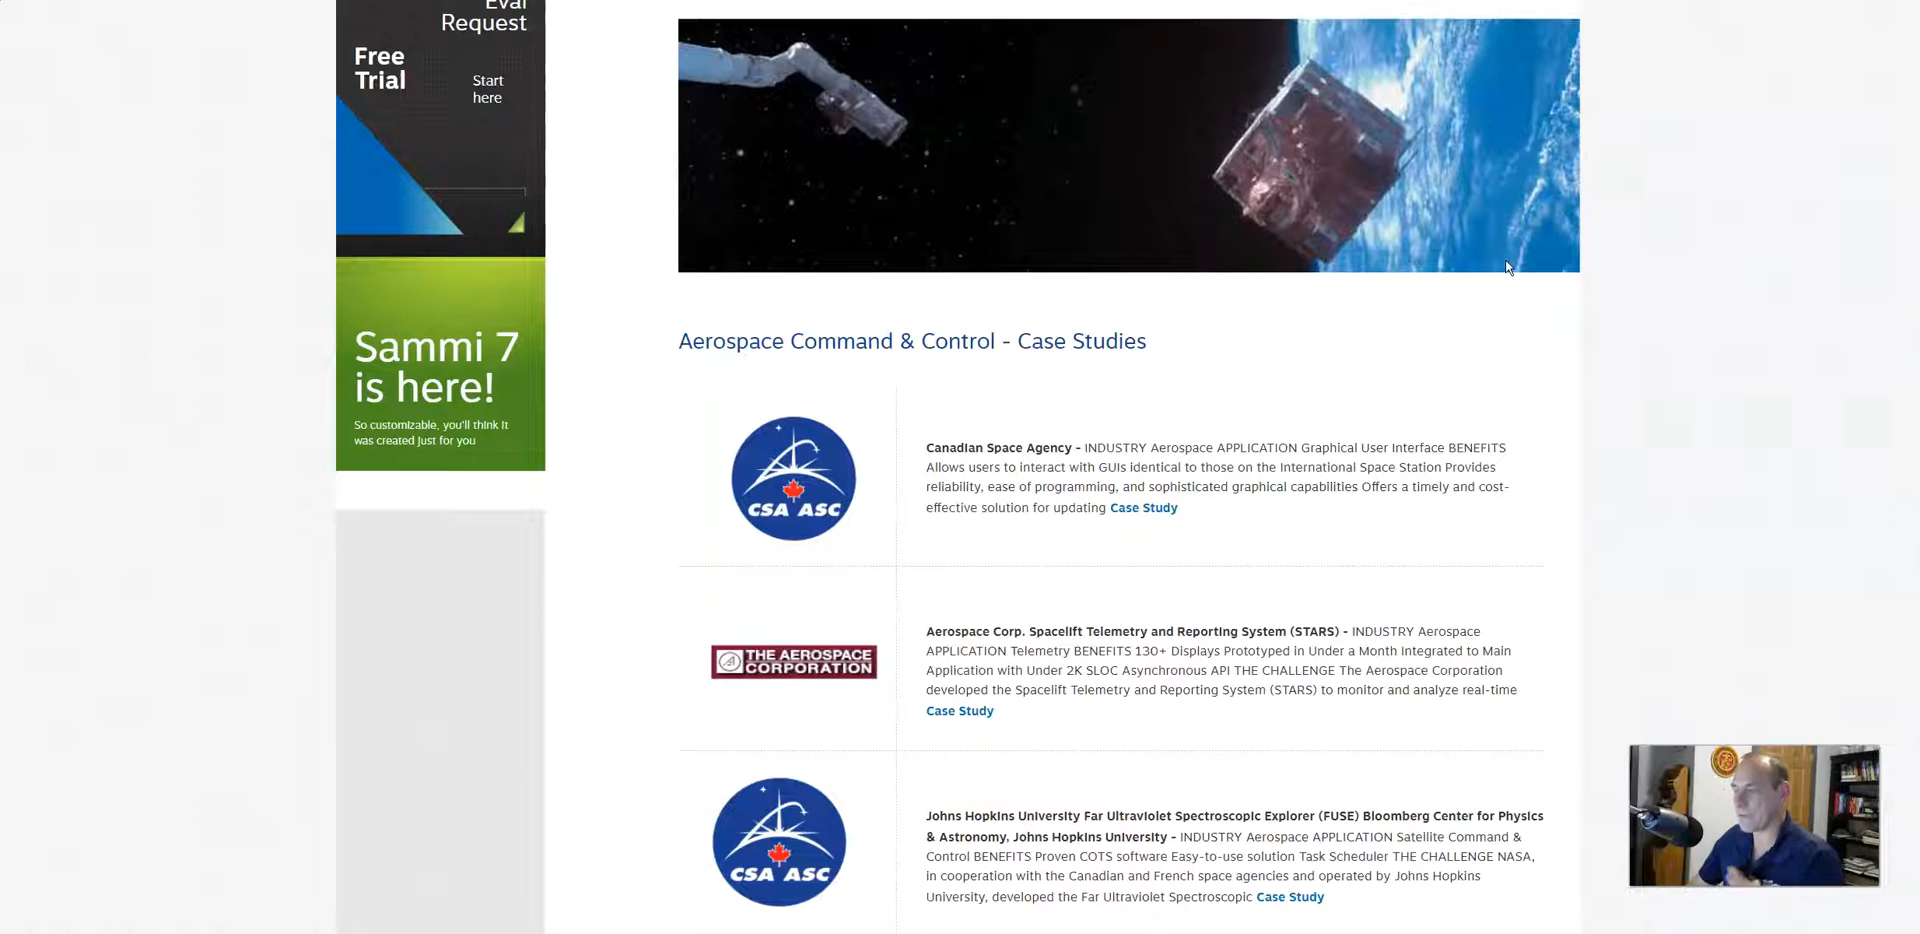 Eval
Request
Free
Trial
Start
here
Sammi 7
is here!
So customizable, you'll think it
was created just for you
Aerospace Command & Control - Case Studies
CSA ASC
Canadian Space Agency - INDUSTRY Aerospace APPLICATION Graphical User Interface BENEFITS
Allows users to interact with GUIs identical to those on the International Space Station Provides
reliability, ease of programming, and sophisticated graphical capabilities Offers a timely and cost-
effective solution for updating Case Study
THE AEROSPACE
CORPORATION
Aerospace Corp. Spacelift Telemetry and Reporting System (STARS) - INDUSTRY Aerospace
APPLICATION Telemetry BENEFITS 130+ Displays Prototyped in Under a Month Integrated to Main
Application with Under 2K SLOC Asynchronous API THE CHALLENGE The Aerospace Corporation
developed the Spacelift Telemetry and Reporting System (STARS) to monitor and analyze real-time
Case Study
CSA ASC
Johns Hopkins University Far Ultraviolet Spectroscopic Explorer (FUSE) Bloomberg Center for Physics
& Astronomy, Johns Hopkins University - INDUSTRY Aerospace APPLICATION Satellite Command &
Control BENEFITS Proven COTS software Easy-to-use solution Task Scheduler THE CHALLENGE NASA,
in cooperation with the Canadian and French space agencies and operated by Johns Hopkins
University, developed the Far Ultraviolet Spectroscopic Case Study